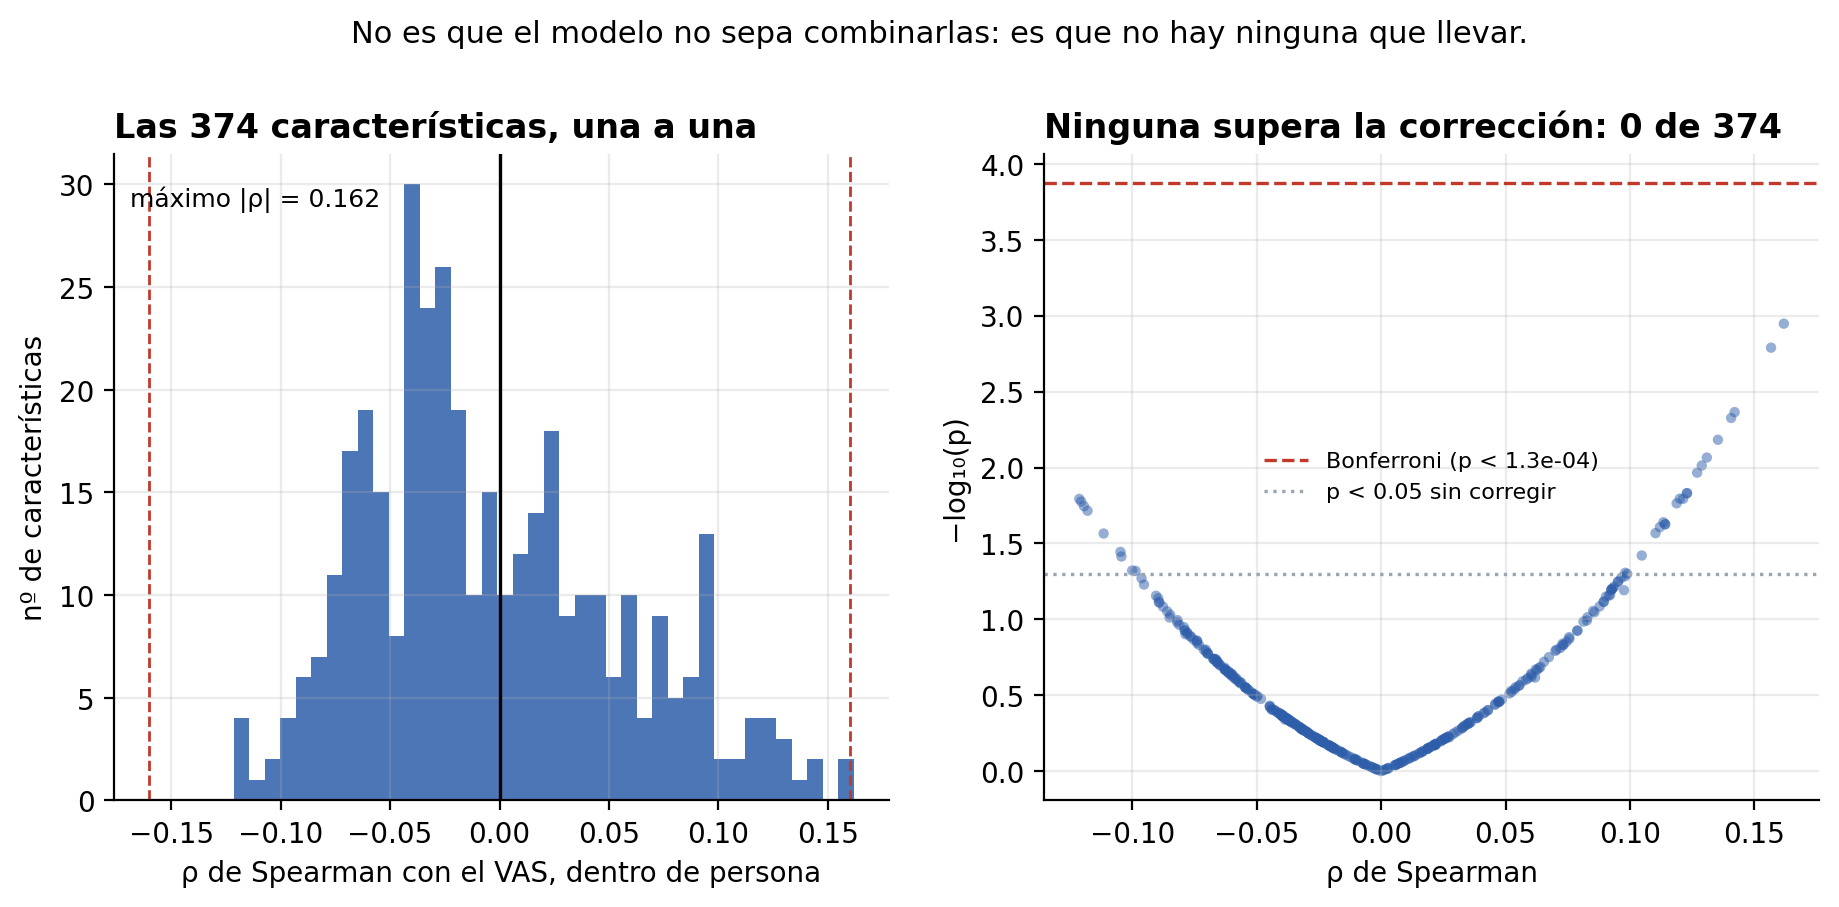 No es que el modelo no sepa combinarlas: es que no hay ninguna que llevar.
Las 374 características, una a una
máximo |ρ| = 0.162
nº de características
30
25
20
15
10
5
0
−0.15 −0.10 −0.05 0.00 0.05 0.10 0.15
ρ de Spearman con el VAS, dentro de persona
Ninguna supera la corrección: 0 de 374
−log₁₀(p)
4.0
3.5
3.0
2.5
2.0
1.5
1.0
0.5
0.0
Bonferroni (p < 1.3e-04)
p < 0.05 sin corregir
−0.10 −0.05 0.00 0.05 0.10 0.15
ρ de Spearman